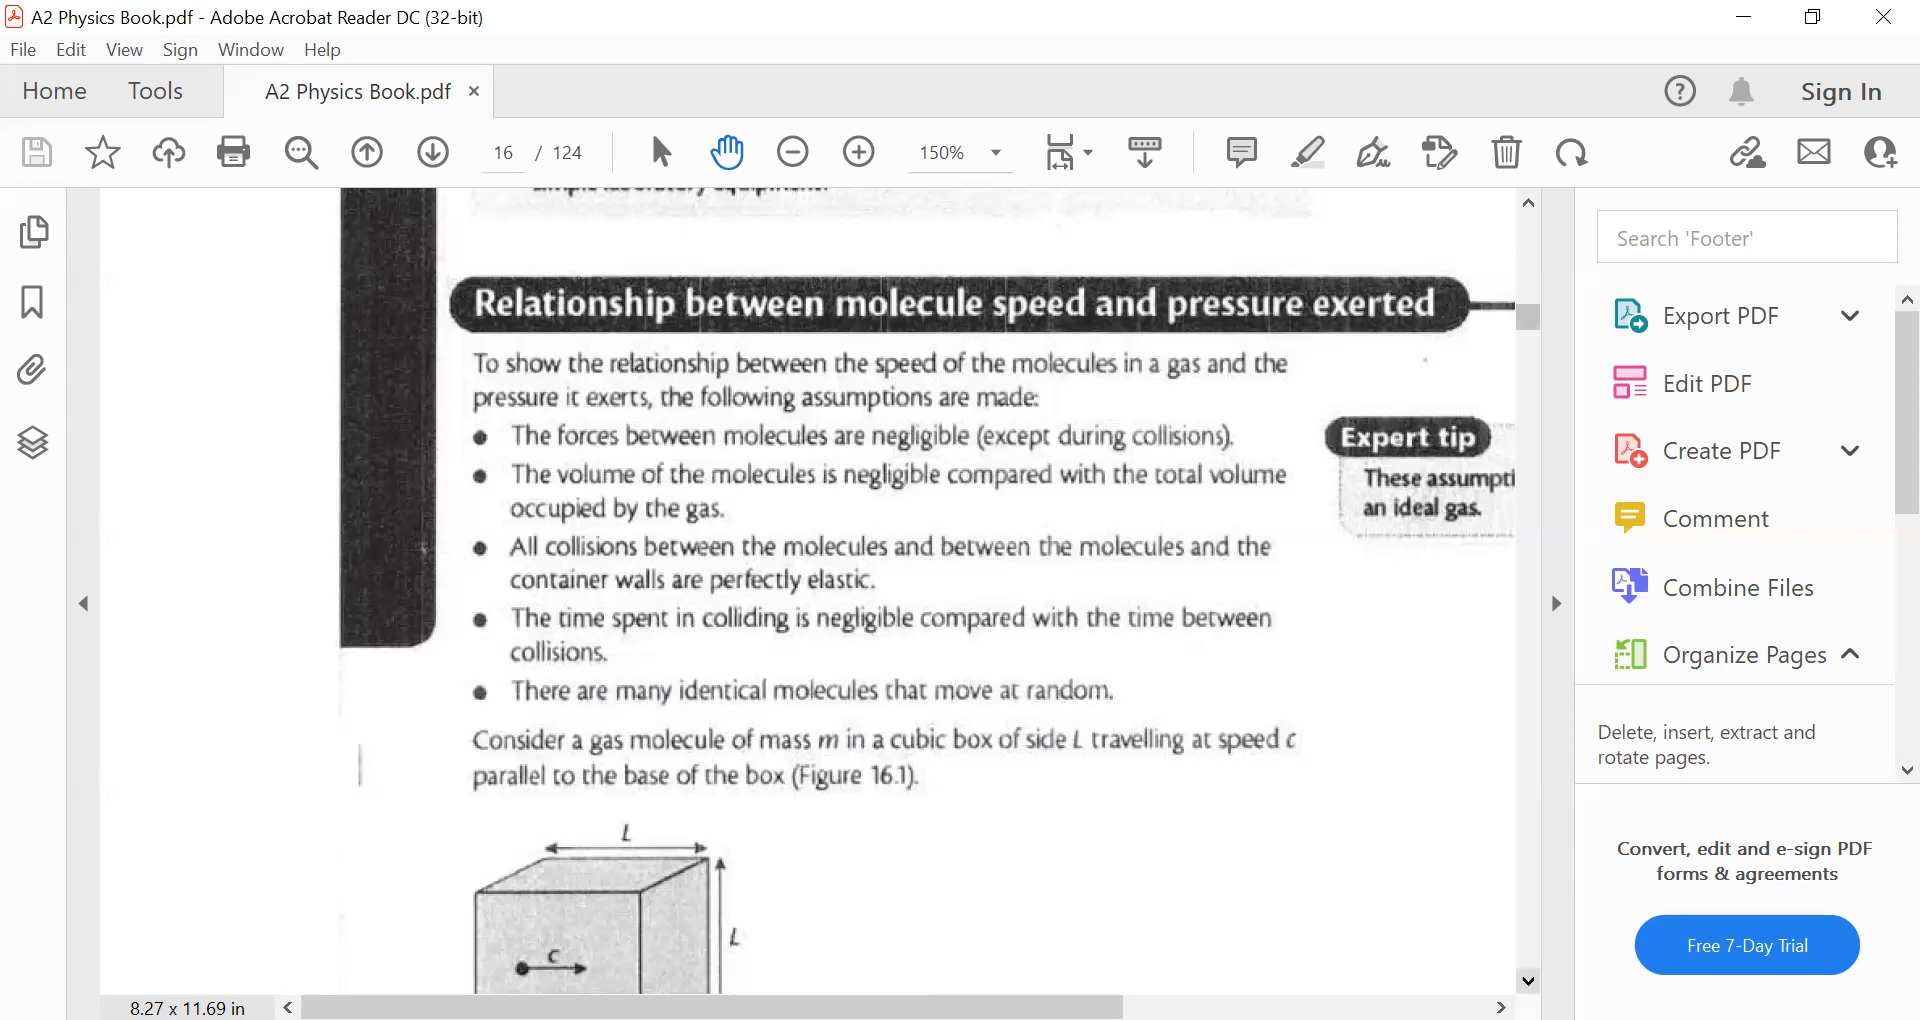 A2 Physics Book.pdf - Adobe Acrobat Reader DC (32-bit)
File Edit View Sign Window Help
Home Tools A2 Physics Book.pdf × Sign In
16 / 124 150%
Search 'Footer'
Relationship between molecule speed and pressure exerted
To show the relationship between the speed of the molecules in a gas and the
pressure it exerts, the following assumptions are made:
● The forces between molecules are negligible (except during collisions).
● The volume of the molecules is negligible compared with the total volume
occupied by the gas.
● All collisions between the molecules and between the molecules and the
container walls are perfectly elastic.
● The time spent in colliding is negligible compared with the time between
collisions.
● There are many identical molecules that move at random.
Consider a gas molecule of mass m in a cubic box of side L travelling at speed c
parallel to the base of the box (Figure 16.1).
L
L
c
Expert tip
These assumpti
an ideal gas.
Export PDF
Edit PDF
Create PDF
Comment
Combine Files
Organize Pages
Delete, insert, extract and
rotate pages.
Convert, edit and e-sign PDF
forms & agreements
Free 7-Day Trial
8.27 x 11.69 in